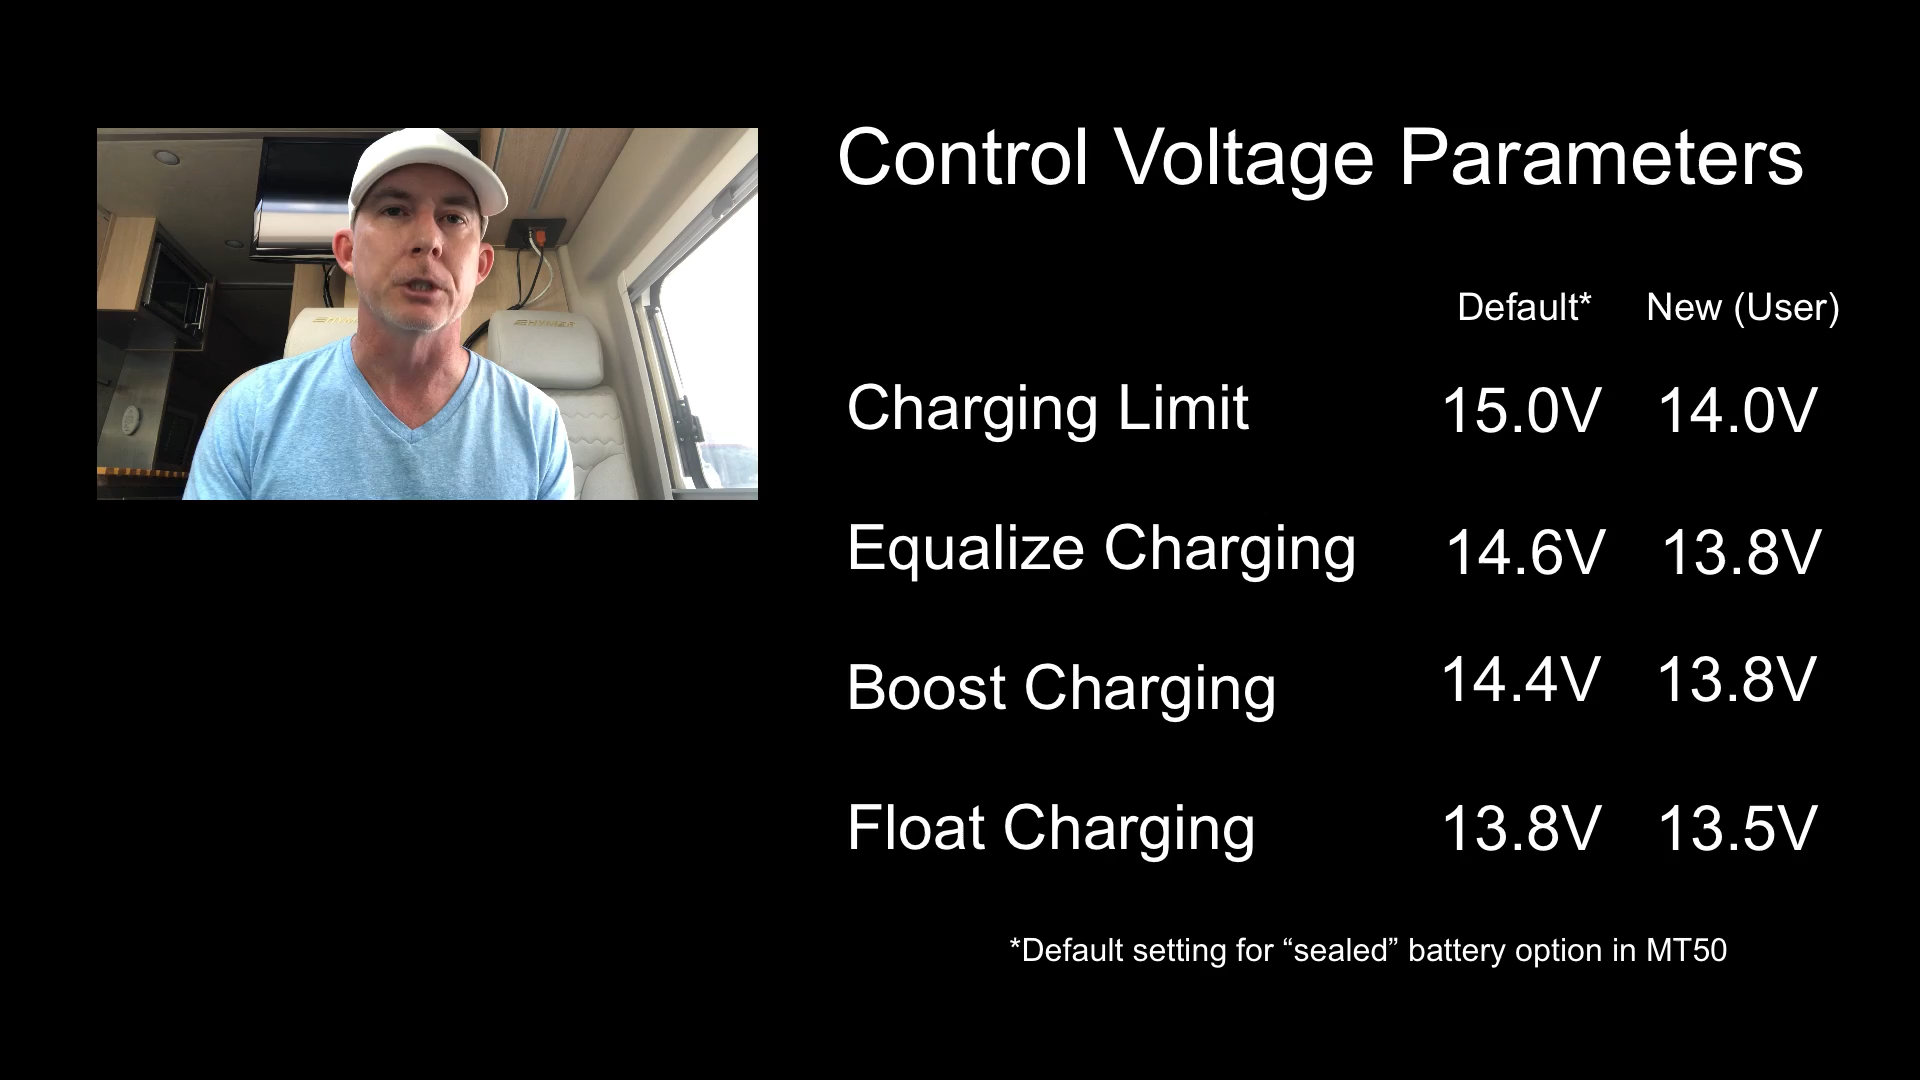 Control Voltage Parameters
Default* New (User)
Charging Limit 15.0V 14.0V
Equalize Charging 14.6V 13.8V
Boost Charging 14.4V 13.8V
Float Charging 13.8V 13.5V
*Default setting for “sealed” battery option in MT50
HYMER